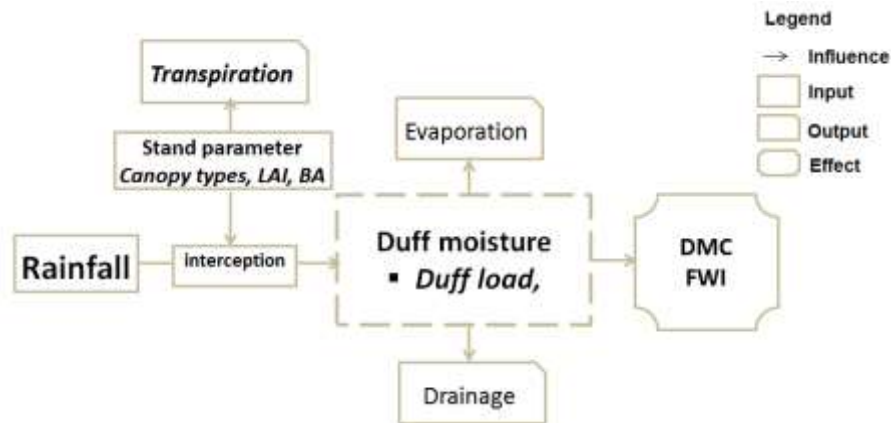 Legend
Influence
Input
Output
Effect
Transpiration
Stand parameter
Canopy types, LAI, BA
Evaporation
Rainfall
interception
Duff moisture
▪ Duff load,
DMC
FWI
Drainage